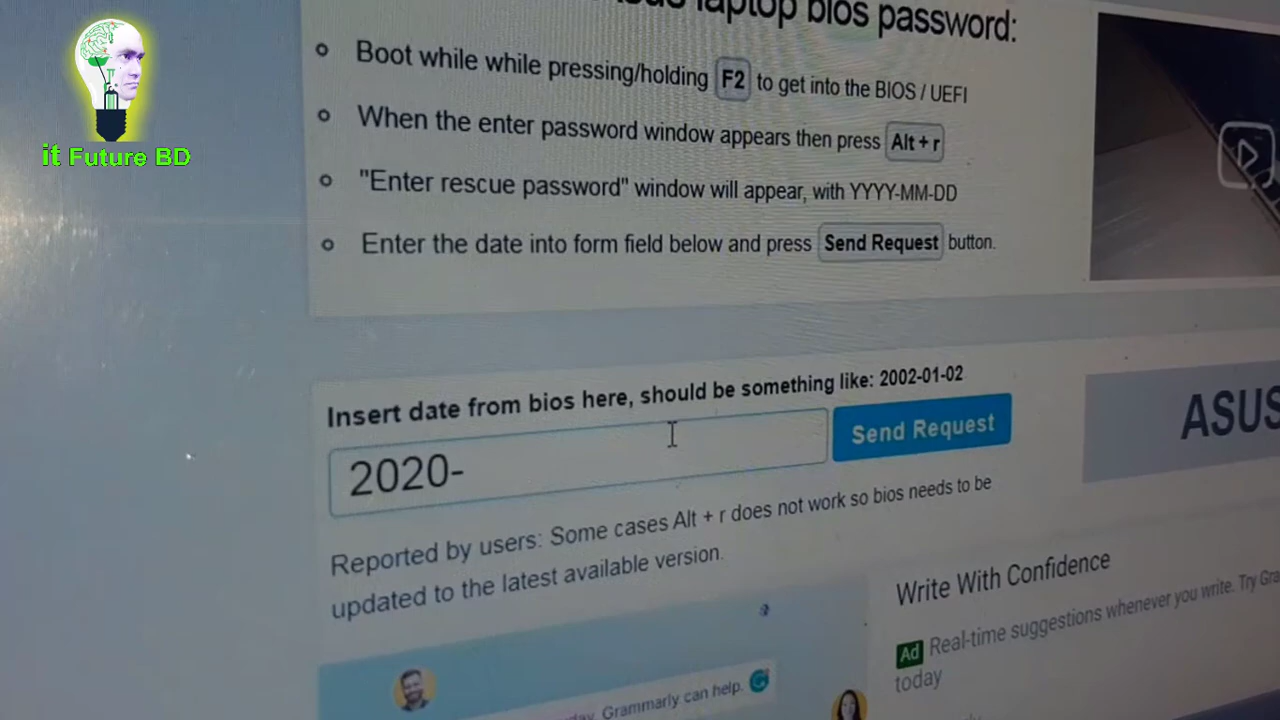 laptop bios password:
Boot while while pressing/holding F2 to get into the BIOS / UEFI
When the enter password window appears then press Alt + r
"Enter rescue password" window will appear, with YYYY-MM-DD
Enter the date into form field below and press Send Request button.
it Future BD
Insert date from bios here, should be something like: 2002-01-02
2020-
Send Request
ASUS
Reported by users: Some cases Alt + r does not work so bios needs to be
updated to the latest available version.
Write With Confidence
Ad Real-time suggestions whenever you write. Try
today
Grammarly can help.